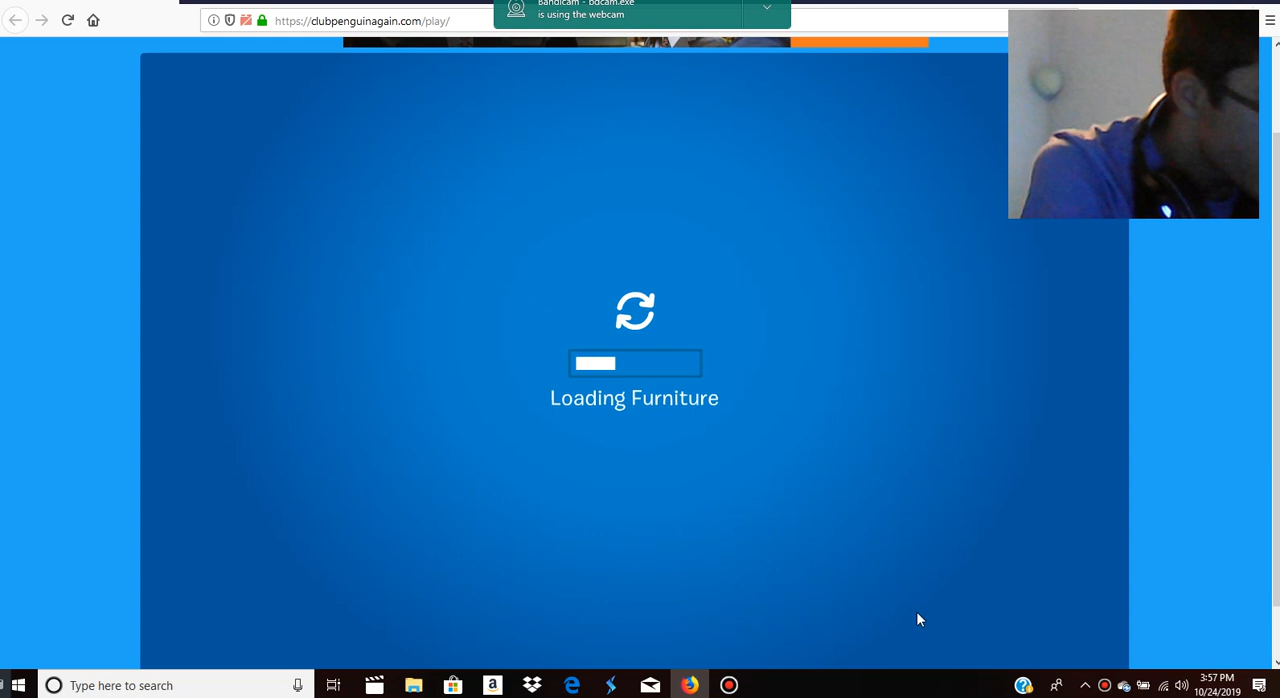 Bandicam - bdcam.exe
is using the webcam
https://clubpenguinagain.com/play/
Loading Furniture
Type here to search
3:57 PM
10/24/2019